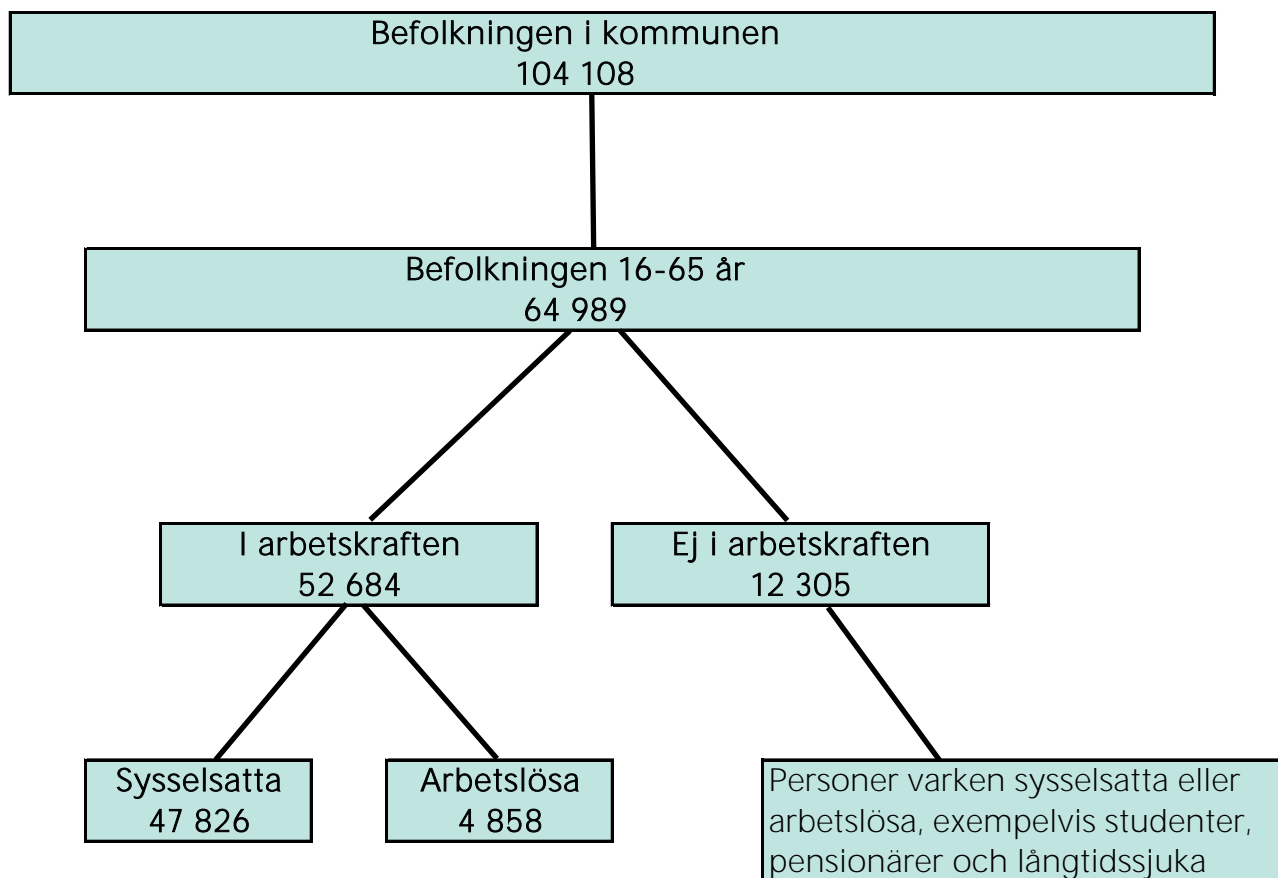 Befolkningen i kommunen
104 108
Befolkningen 16-65 år
64 989
I arbetskraften
52 684
Ej i arbetskraften
12 305
Sysselsatta
47 826
Arbetslösa
4 858
Personer varken sysselsatta eller
arbetslösa, exempelvis studenter,
pensionärer och långtidssjuka